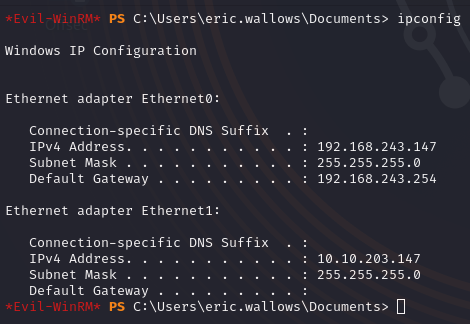 *Evil-WinRM* PS C:\Users\eric.wallows\Documents> ipconfig
Windows IP Configuration
Ethernet adapter Ethernet0:
   Connection-specific DNS Suffix  . :
   IPv4 Address. . . . . . . . . . . : 192.168.243.147
   Subnet Mask . . . . . . . . . . . : 255.255.255.0
   Default Gateway . . . . . . . . . : 192.168.243.254
Ethernet adapter Ethernet1:
   Connection-specific DNS Suffix  . :
   IPv4 Address. . . . . . . . . . . : 10.10.203.147
   Subnet Mask . . . . . . . . . . . : 255.255.255.0
   Default Gateway . . . . . . . . . :
*Evil-WinRM* PS C:\Users\eric.wallows\Documents>